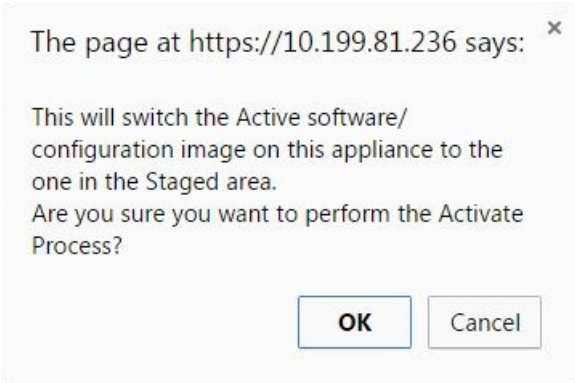 The page at https://10.199.81.236 says:
×
This will switch the Active software/
configuration image on this appliance to the
one in the Staged area.
Are you sure you want to perform the Activate
Process?
OK
Cancel